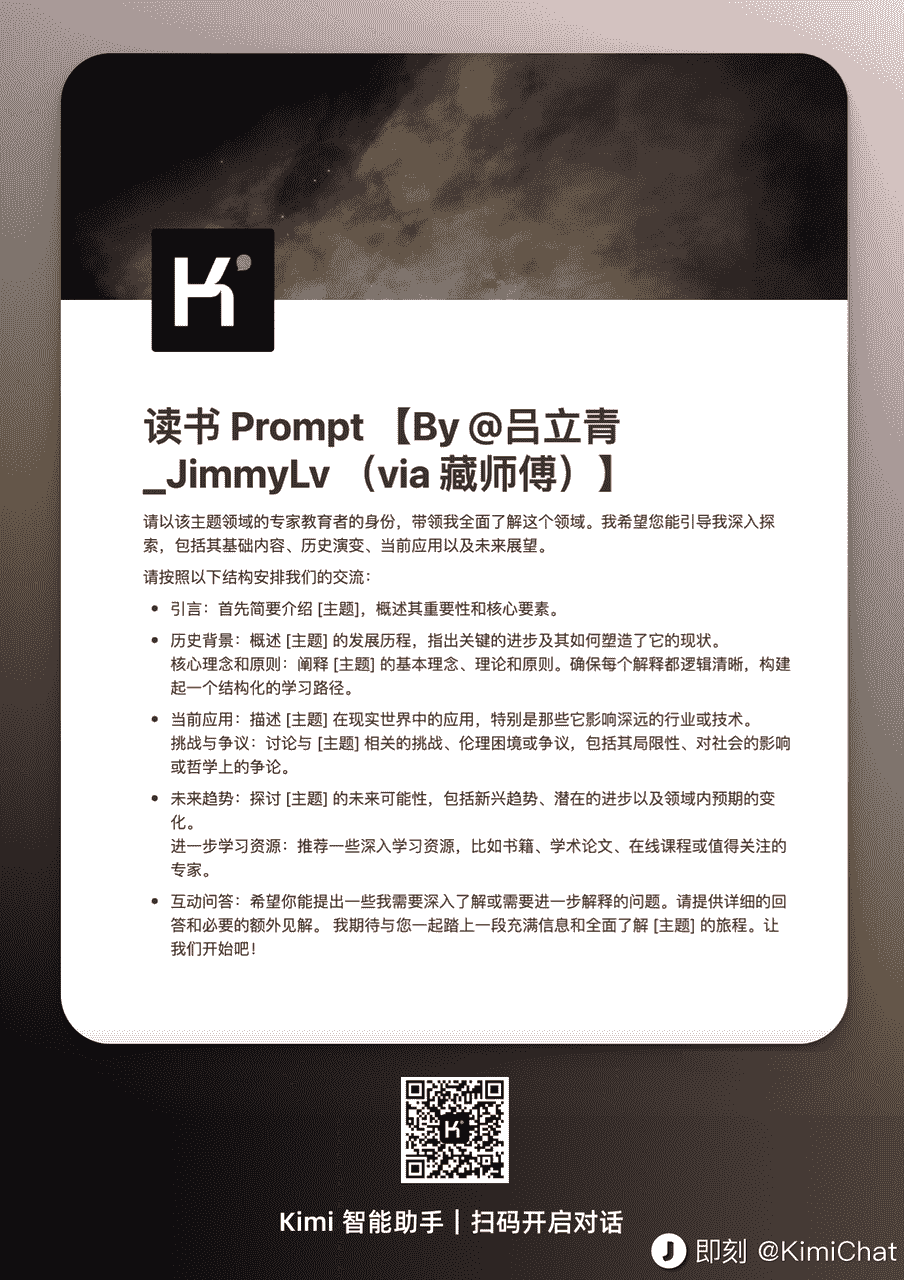 读书 Prompt 【By @吕立青
_JimmyLv （via 藏师傅）】
请以该主题领域的专家教育者的身份，带领我全面了解这个领域。我希望您能引导我深入探
索，包括其基础内容、历史演变、当前应用以及未来展望。
请按照以下结构安排我们的交流：
• 引言：首先简要介绍 [主题]，概述其重要性和核心要素。
• 历史背景：概述 [主题] 的发展历程，指出关键的进步及其如何塑造了它的现状。
核心理念和原则：阐释 [主题] 的基本理念、理论和原则。确保每个解释都逻辑清晰，构建
起一个结构化的学习路径。
• 当前应用：描述 [主题] 在现实世界中的应用，特别是那些它影响深远的行业或技术。
挑战与争议：讨论与 [主题] 相关的挑战、伦理困境或争议，包括其局限性、对社会的影响
或哲学上的争论。
• 未来趋势：探讨 [主题] 的未来可能性，包括新兴趋势、潜在的进步以及领域内预期的变
化。
进一步学习资源：推荐一些深入学习资源，比如书籍、学术论文、在线课程或值得关注的
专家。
• 互动问答：希望你能提出一些我需要深入了解或需要进一步解释的问题。请提供详细的回
答和必要的额外见解。 我期待与您一起踏上一段充满信息和全面了解 [主题] 的旅程。让
我们开始吧！
Kimi 智能助手｜扫码开启对话
即刻 @KimiChat